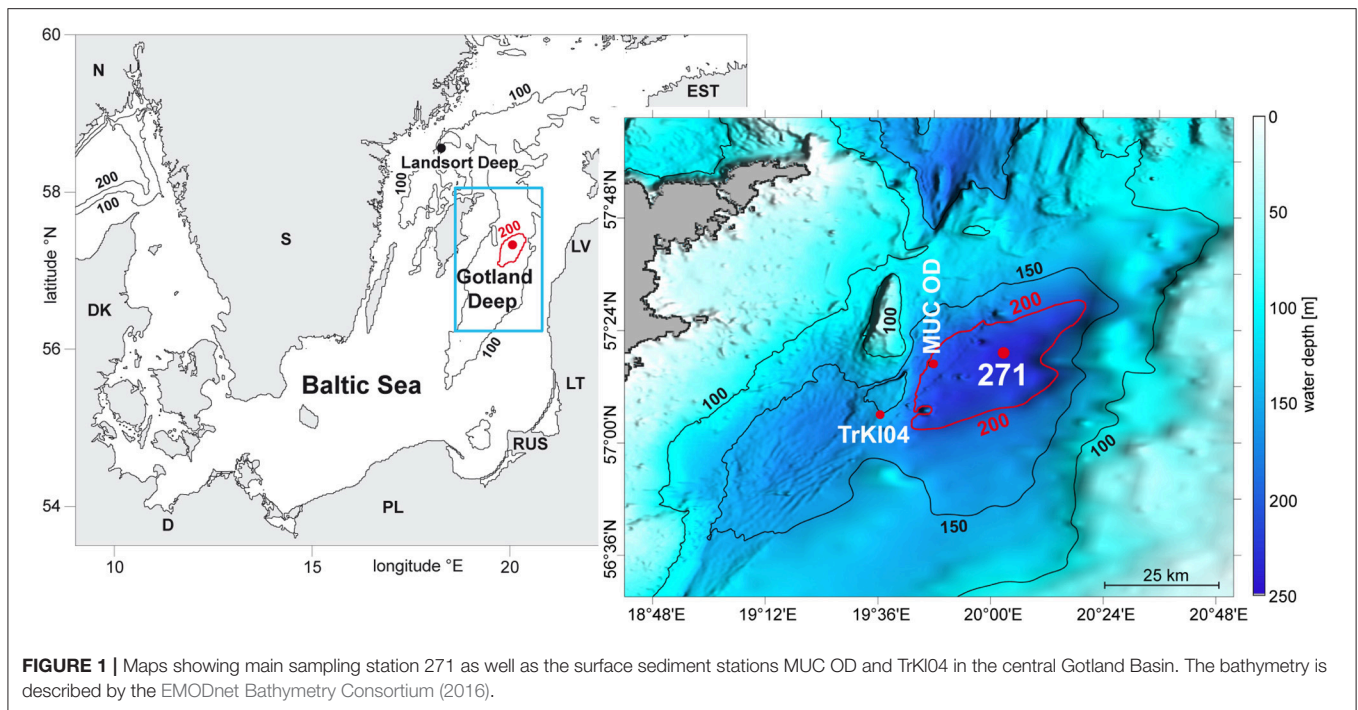 60
58
56
54
latitude °N
10
15
20
longitude °E
N
S
DK
D
PL
RUS
LT
LV
EST
100
200
100
100
Landsort Deep
200
Gotland
Deep
100
Baltic Sea
57°48'N
57°24'N
57°00'N
56°36'N
18°48'E
19°12'E
19°36'E
20°00'E
20°24'E
20°48'E
100
100
MUC OD
150
200
271
200
TrKl04
150
100
25 km
0
50
100
150
200
250
water depth [m]
FIGURE 1 | Maps showing main sampling station 271 as well as the surface sediment stations MUC OD and TrKl04 in the central Gotland Basin. The bathymetry is
described by the EMODnet Bathymetry Consortium (2016).